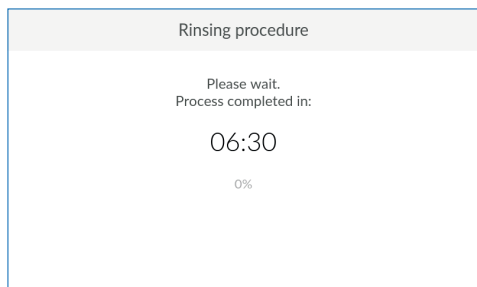 Rinsing procedure
Please wait.
Process completed in:
06:30
0%